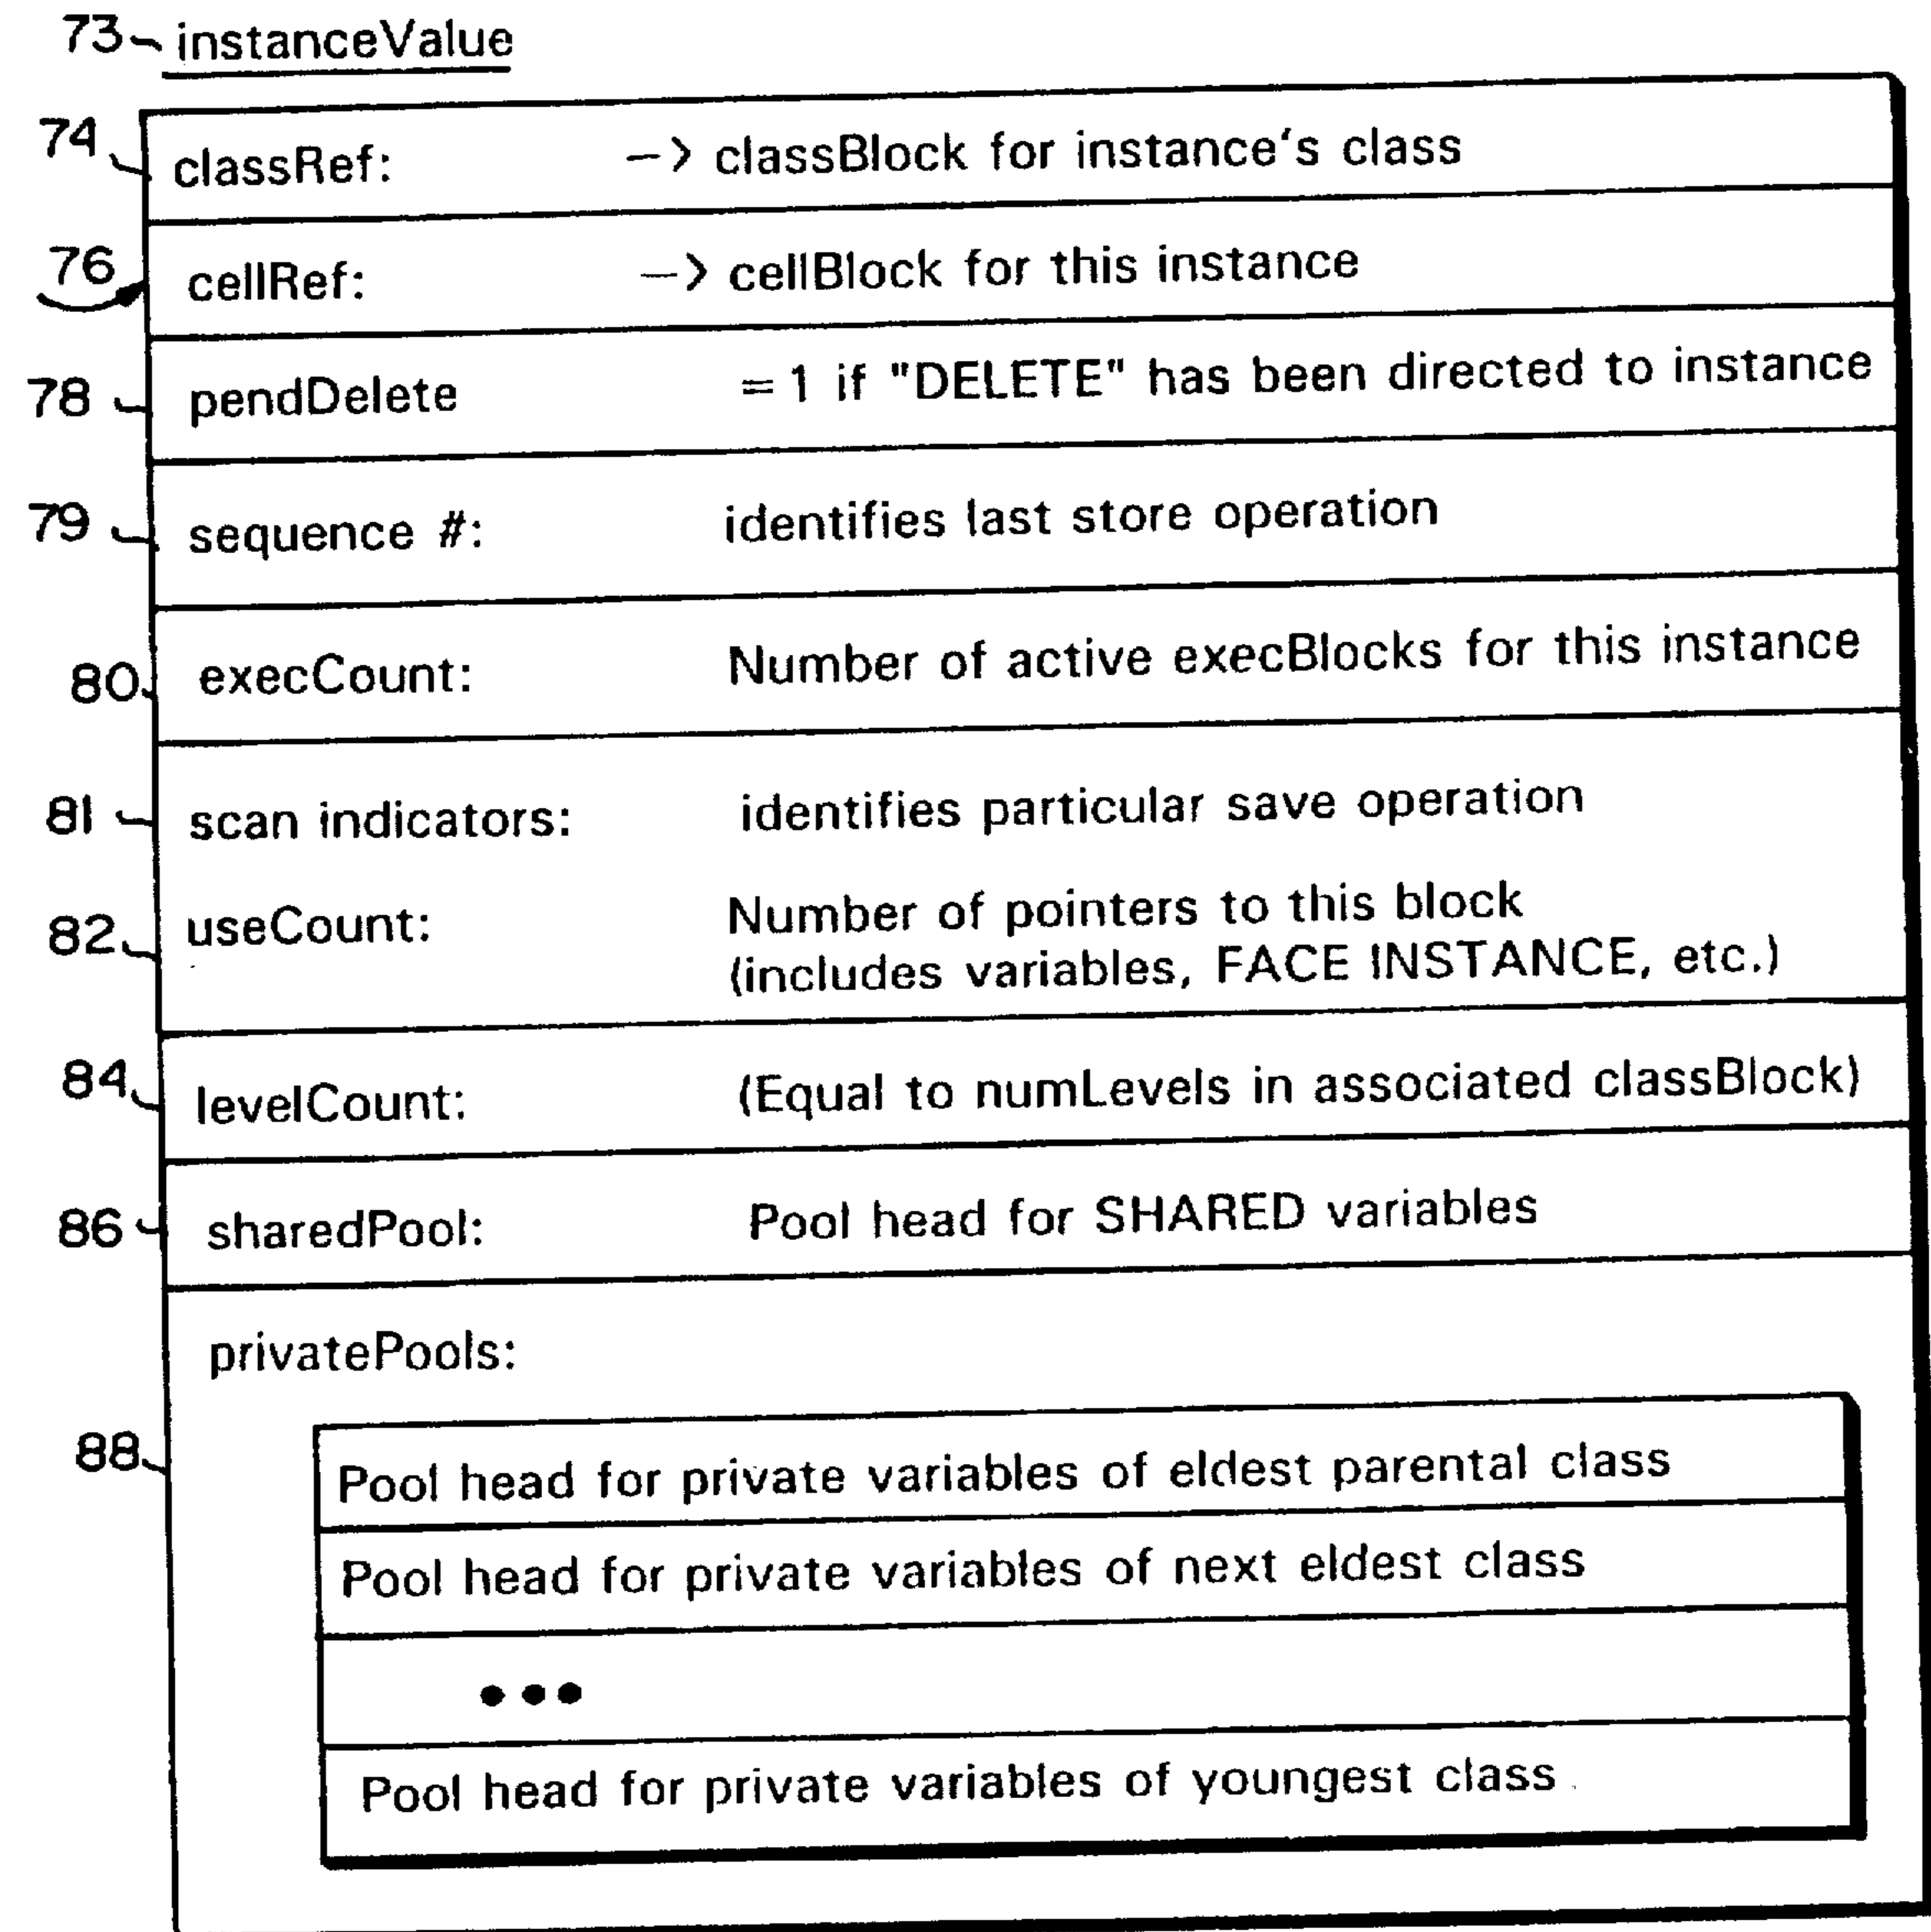 73 instanceValue
74 classRef: —> classBlock for instance's class
76 cellRef: —> cellBlock for this instance
78 pendDelete = 1 if "DELETE" has been directed to instance
79 sequence #: identifies last store operation
80 execCount: Number of active execBlocks for this instance
81 scan indicators: identifies particular save operation
82 useCount: Number of pointers to this block
(includes variables, FACE INSTANCE, etc.)
84 levelCount: (Equal to numLevels in associated classBlock)
86 sharedPool: Pool head for SHARED variables
privatePools:
88 Pool head for private variables of eldest parental class
Pool head for private variables of next eldest class
•••
Pool head for private variables of youngest class